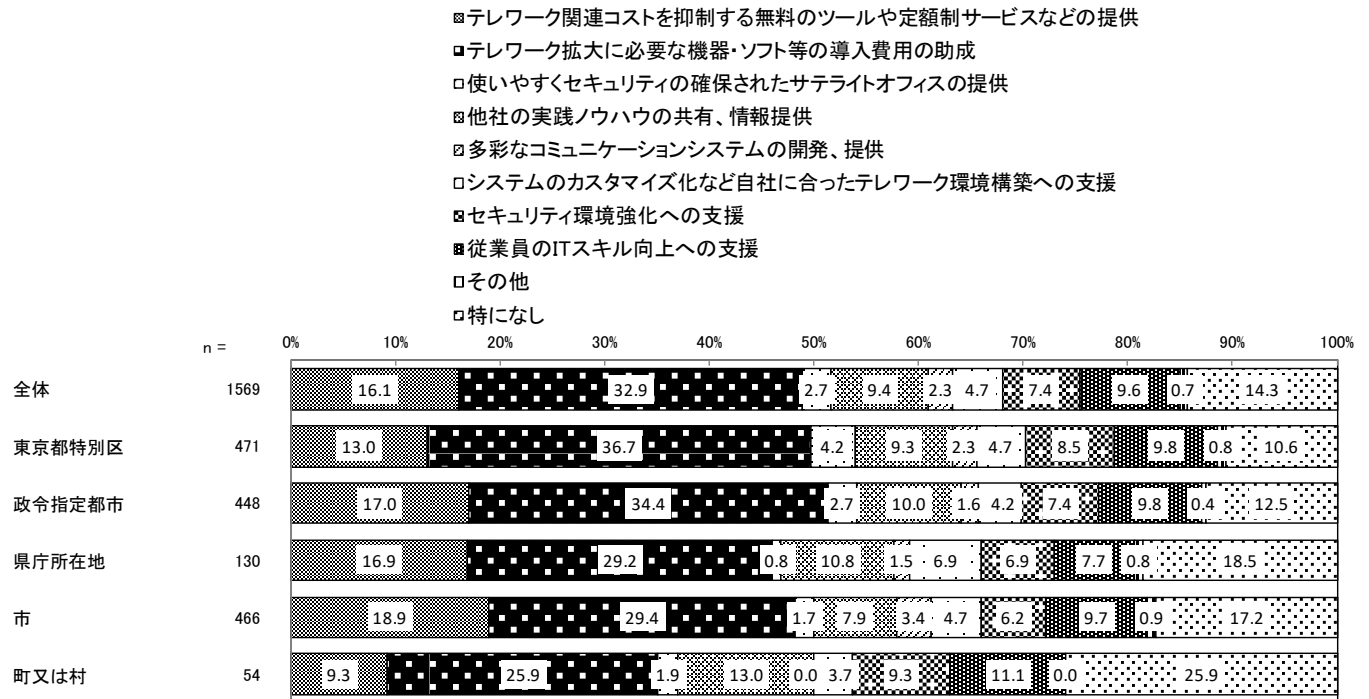 テレワーク関連コストを抑制する無料のツールや定額制サービスなどの提供
テレワーク拡大に必要な機器・ソフト等の導入費用の助成
使いやすくセキュリティの確保されたサテライトオフィスの提供
他社の実践ノウハウの共有、情報提供
多彩なコミュニケーションシステムの開発、提供
システムのカスタマイズ化など自社に合ったテレワーク環境構築への支援
セキュリティ環境強化への支援
従業員のITスキル向上への支援
その他
特になし
n = 0% 10% 20% 30% 40% 50% 60% 70% 80% 90% 100%
全体 1569 16.1 32.9 2.7 9.4 2.3 4.7 7.4 9.6 0.7 14.3
東京都特別区 471 13.0 36.7 4.2 9.3 2.3 4.7 8.5 9.8 0.8 10.6
政令指定都市 448 17.0 34.4 2.7 10.0 1.6 4.2 7.4 9.8 0.4 12.5
県庁所在地 130 16.9 29.2 0.8 10.8 1.5 6.9 6.9 7.7 0.8 18.5
市 466 18.9 29.4 1.7 7.9 3.4 4.7 6.2 9.7 0.9 17.2
町又は村 54 9.3 25.9 1.9 13.0 0.0 3.7 9.3 11.1 0.0 25.9